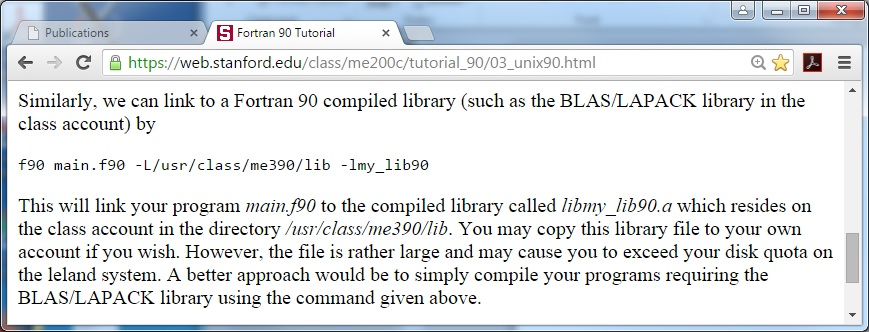 Publications
Fortran 90 Tutorial
https://web.stanford.edu/class/me200c/tutorial_90/03_unix90.html
Similarly, we can link to a Fortran 90 compiled library (such as the BLAS/LAPACK library in the
class account) by
f90 main.f90 -L/usr/class/me390/lib -lmy_lib90
This will link your program main.f90 to the compiled library called libmy_lib90.a which resides on
the class account in the directory /usr/class/me390/lib. You may copy this library file to your own
account if you wish. However, the file is rather large and may cause you to exceed your disk quota on
the leland system. A better approach would be to simply compile your programs requiring the
BLAS/LAPACK library using the command given above.